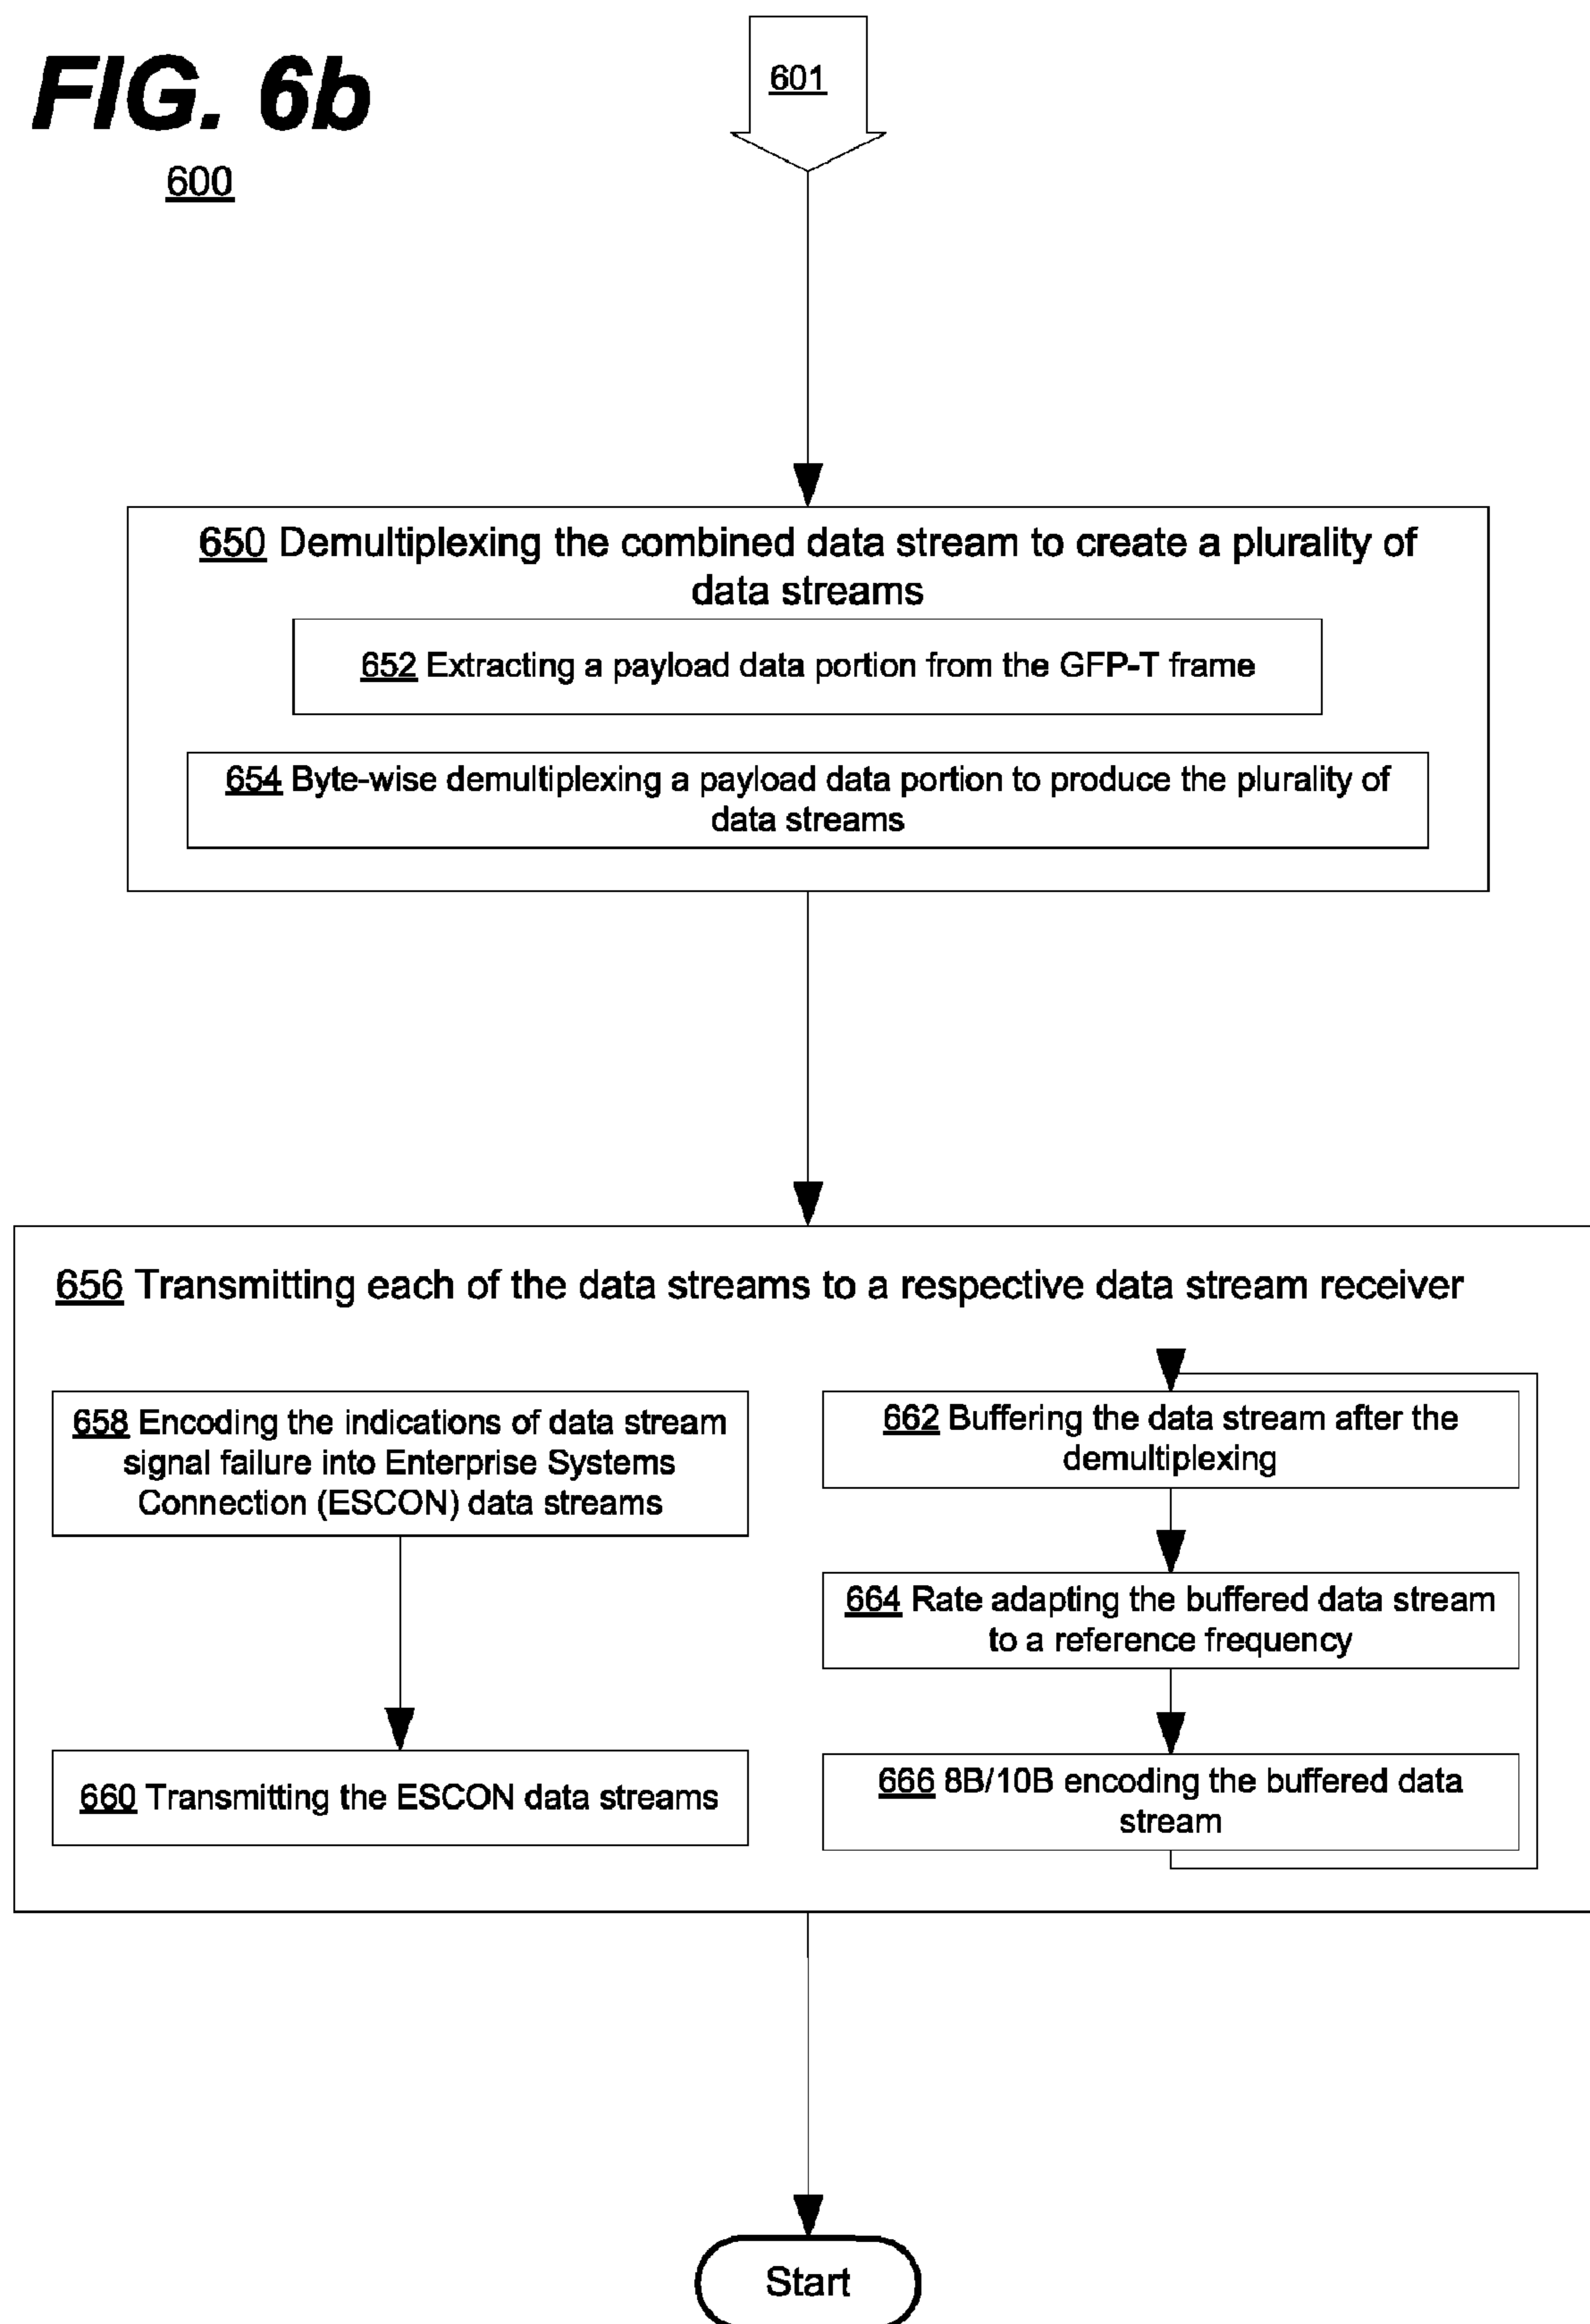 FIG. 6b
600
601
650 Demultiplexing the combined data stream to create a plurality of
data streams
652 Extracting a payload data portion from the GFP-T frame
654 Byte-wise demultiplexing a payload data portion to produce the plurality of
data streams
656 Transmitting each of the data streams to a respective data stream receiver
658 Encoding the indications of data stream
signal failure into Enterprise Systems
Connection (ESCON) data streams
660 Transmitting the ESCON data streams
662 Buffering the data stream after the
demultiplexing
664 Rate adapting the buffered data stream
to a reference frequency
666 8B/10B encoding the buffered data
stream
Start